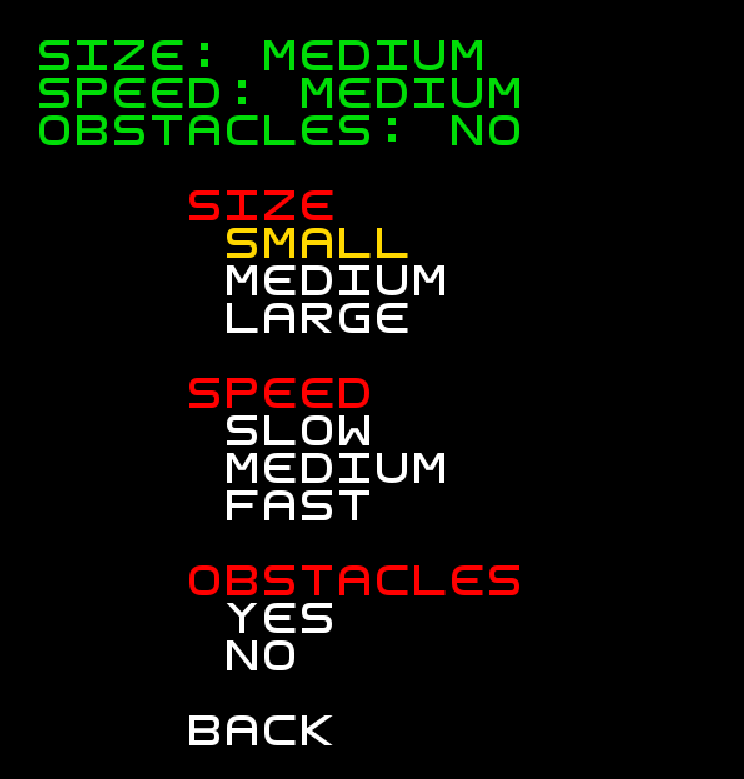 SIZE: MEDIUM
SPEED: MEDIUM
OBSTACLES: NO
SIZE
SMALL
MEDIUM
LARGE
SPEED
SLOW
MEDIUM
FAST
OBSTACLES
YES
NO
BACK